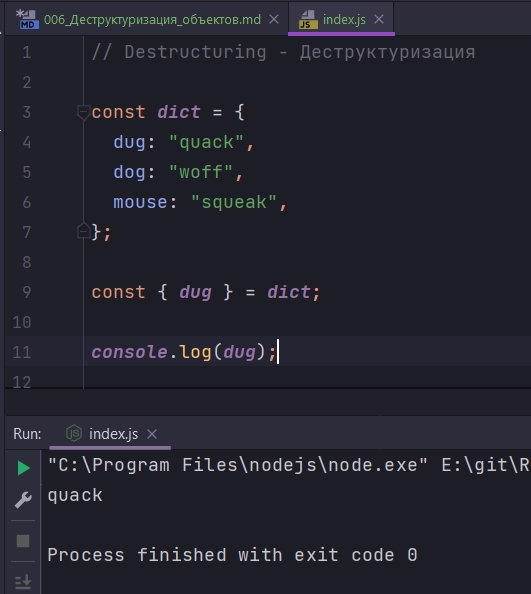 006_Деструктуризация_объектов.md index.js
1 // Destructuring - Деструктуризация
2
3 const dict = {
4 dug: "quack",
5 dog: "woff",
6 mouse: "squeak",
7 };
8
9 const { dug } = dict;
10
11 console.log(dug);
12
Run: index.js
"C:\Program Files\nodejs\node.exe" E:\git\R
quack
Process finished with exit code 0